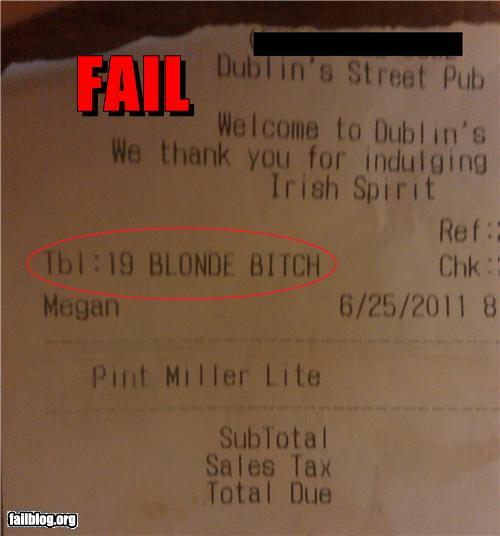 FAIL
Dublin's Street Pub
Welcome to Dublin's
We thank you for indulging
Irish Spirit
Ref:
Tbl:19 BLONDE BITCH
Chk:
Megan
6/25/2011 8
Pint Miller Lite
SubTotal
Sales Tax
Total Due
failblog.org